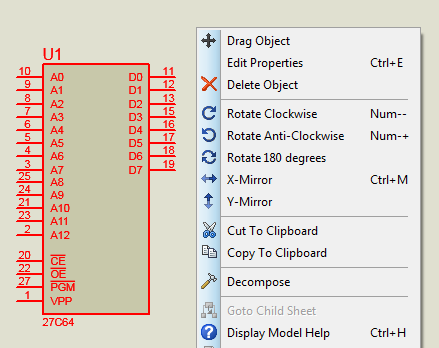 U1
10 A0 D0 11
9 A1 D1 12
8 A2 D2 13
7 A3 D3 15
6 A4 D4 16
5 A5 D5 17
4 A6 D6 18
3 A7 D7 19
25 A8
24 A9
21 A10
23 A11
2 A12
20 CE
22 OE
27 PGM
1 VPP
27C64
Drag Object
Edit Properties Ctrl+E
Delete Object
Rotate Clockwise Num--
Rotate Anti-Clockwise Num-+
Rotate 180 degrees
X-Mirror Ctrl+M
Y-Mirror
Cut To Clipboard
Copy To Clipboard
Decompose
Goto Child Sheet
Display Model Help Ctrl+H